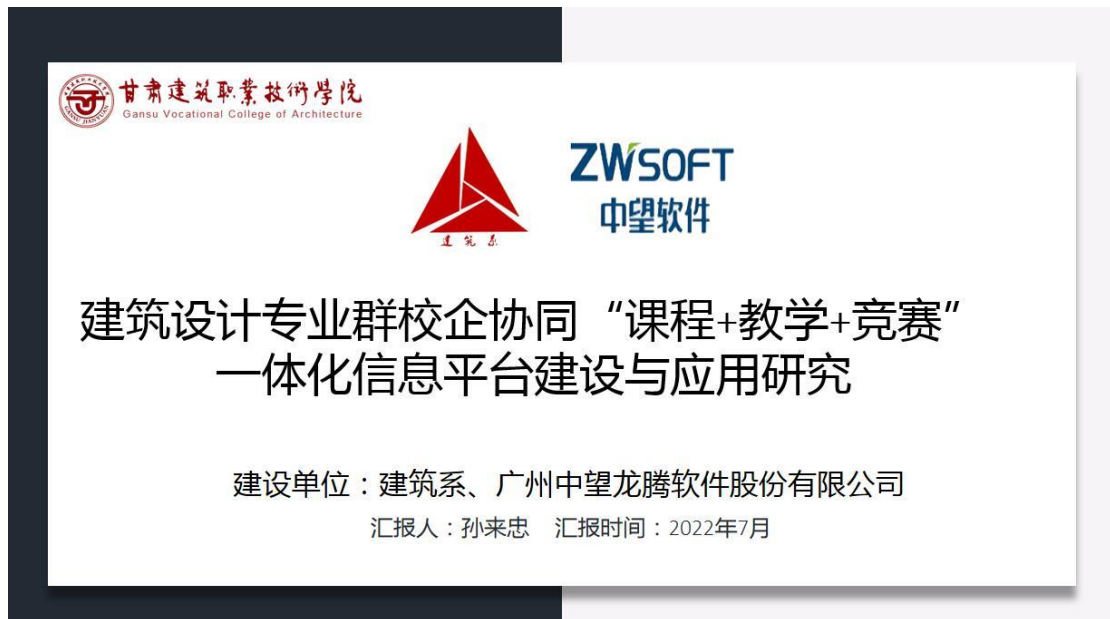 甘肃建筑职业技術學院
Gansu Vocational College of Architecture
建筑系
ZWSOFT
中望软件
建筑设计专业群校企协同“课程+教学+竞赛”
一体化信息平台建设与应用研究
建设单位：建筑系、广州中望龙腾软件股份有限公司
汇报人：孙来忠 汇报时间：2022年7月